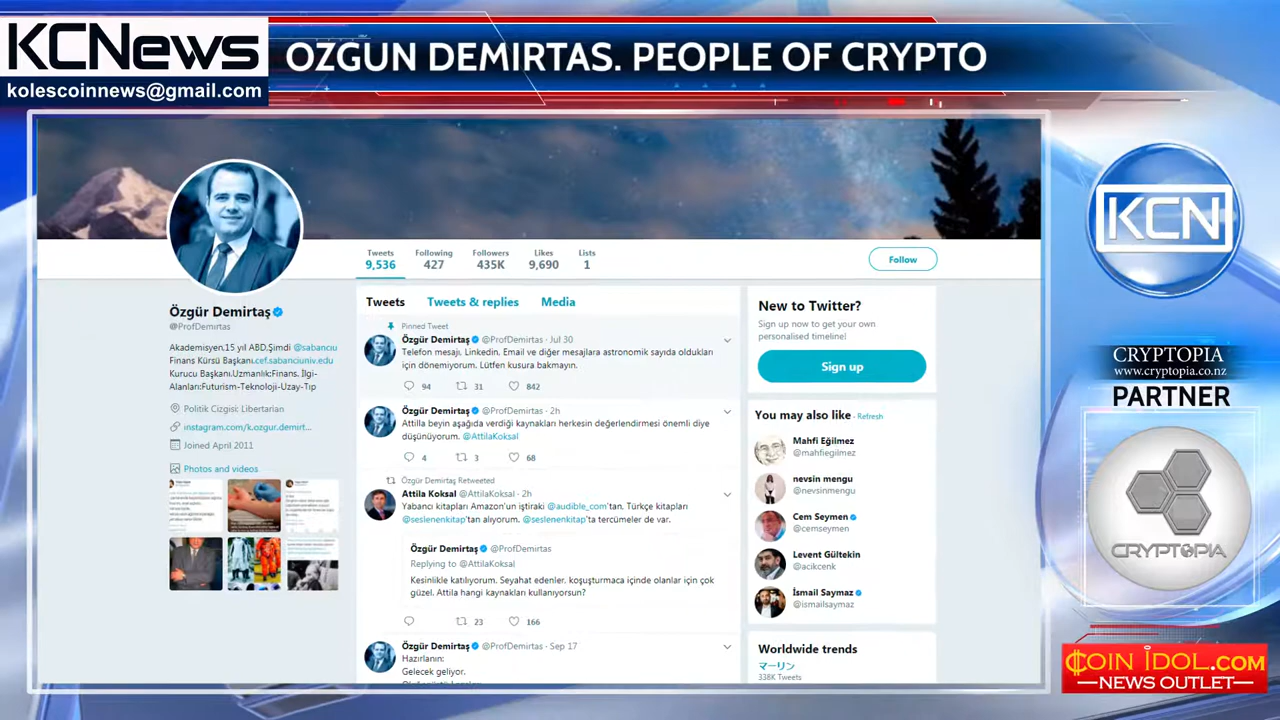 KCNews
kolescoinnews@gmail.com
OZGUN DEMIRTAS. PEOPLE OF CRYPTO
Tweets
9,536
Following
427
Followers
435K
Likes
9,690
Lists
1
Follow
Özgür Demirtaş
@ProfDemirtas
Akademisyen,15 yıl ABD,Şimdi @sabanciu
Finans Kürsü Başkanı.cef.sabanciuniv.edu
Kurucu Başkanı.Uzmanlık:Finans. İlgi-
Alanları:Futurism-Teknoloji-Uzay-Tıp
Politik Cizgisi: Libertarian
instagram.com/k.ozgur.demirt...
Joined April 2011
Photos and videos
Tweets
Tweets & replies
Media
Pinned Tweet
Özgür Demirtaş @ProfDemirtas · Jul 30
Telefon mesajı, Linkedin, Email ve diğer mesajlara astronomik sayıda oldukları
için dönemiyorum. Lütfen kusura bakmayın.
94 31 842
Özgür Demirtaş @ProfDemirtas · 2h
Attilla beyin aşağıda verdiği kaynakları herkesin değerlendirmesi önemli diye
düşünüyorum. @AttilaKoksal
4 3 68
Özgür Demirtaş Retweeted
Attila Koksal @AttilaKoksal · 2h
Yabancı kitapları Amazon'un iştiraki @audible_com'tan. Türkçe kitapları
@seslenenkitap'tan alıyorum. @seslenenkitap'ta tercümeler de var.
Özgür Demirtaş @ProfDemirtas
Replying to @AttilaKoksal
Kesinlikle katılıyorum. Seyahat edenler. koşuşturmaca içinde olanlar için çok
güzel. Attila hangi kaynakları kullanıyorsun?
23 166
Özgür Demirtaş @ProfDemirtas · Sep 17
Hazırlanın:
Gelecek geliyor.
New to Twitter?
Sign up now to get your own
personalised timeline!
Sign up
You may also like · Refresh
Mahfi Eğilmez
@mahfiegilmez
nevsin mengu
@nevsinmengu
Cem Seymen
@cemseymen
Levent Gültekin
@acikcenk
İsmail Saymaz
@ismailsaymaz
Worldwide trends
マーリン
338K Tweets
KCN
CRYPTOPIA
www.cryptopia.co.nz
PARTNER
CRYPTOPIA
COIN IDOL.COM
NEWS OUTLET